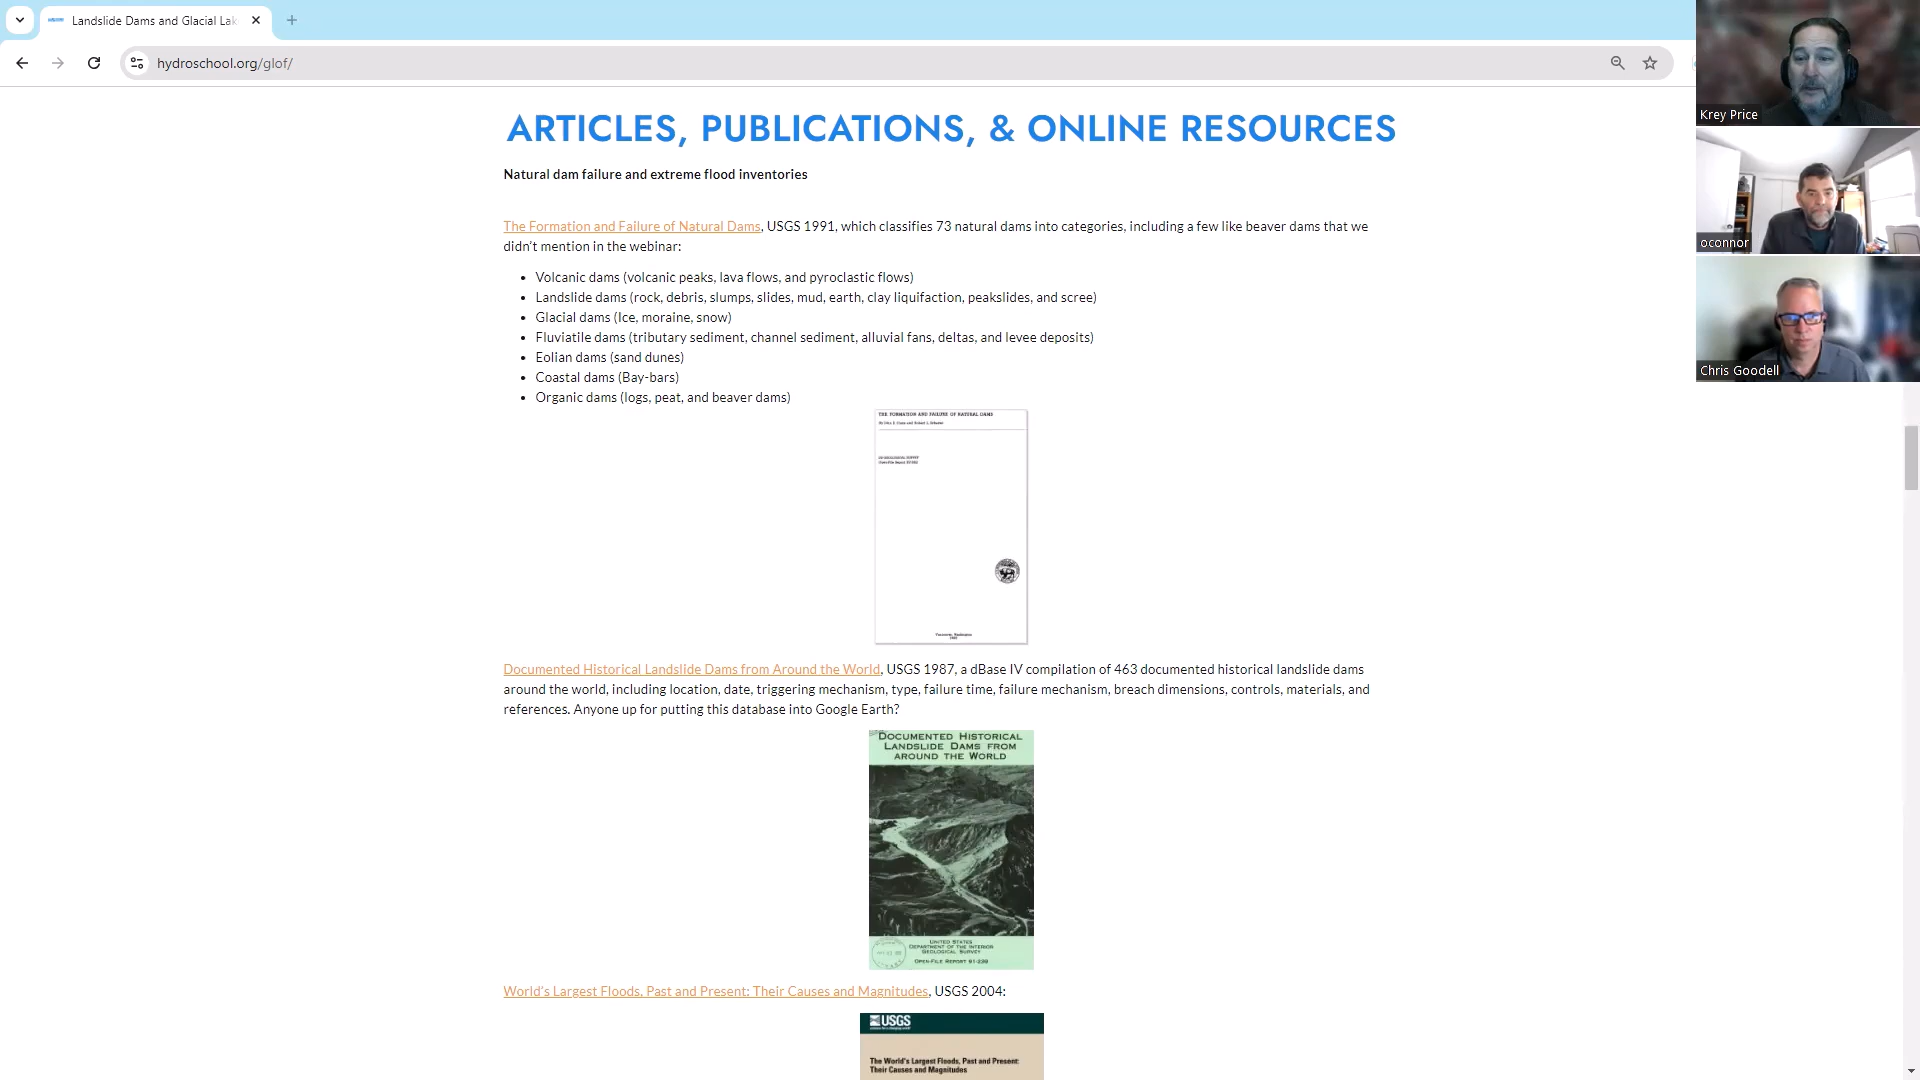 Landslide Dams and Glacial Lak
hydroschool.org/glof/
Krey Price
oconnor
Chris Goodell
ARTICLES, PUBLICATIONS, & ONLINE RESOURCES
Natural dam failure and extreme flood inventories
The Formation and Failure of Natural Dams, USGS 1991, which classifies 73 natural dams into categories, including a few like beaver dams that we
didn't mention in the webinar:
• Volcanic dams (volcanic peaks, lava flows, and pyroclastic flows)
• Landslide dams (rock, debris, slumps, slides, mud, earth, clay liquifaction, peakslides, and scree)
• Glacial dams (Ice, moraine, snow)
• Fluviatile dams (tributary sediment, channel sediment, alluvial fans, deltas, and levee deposits)
• Eolian dams (sand dunes)
• Coastal dams (Bay-bars)
• Organic dams (logs, peat, and beaver dams)
THE FORMATION AND FAILURE OF NATURAL DAMS
Documented Historical Landslide Dams from Around the World, USGS 1987, a dBase IV compilation of 463 documented historical landslide dams
around the world, including location, date, triggering mechanism, type, failure time, failure mechanism, breach dimensions, controls, materials, and
references. Anyone up for putting this database into Google Earth?
DOCUMENTED HISTORICAL
LANDSLIDE DAMS FROM
AROUND THE WORLD
UNITED STATES
DEPARTMENT OF THE INTERIOR
GEOLOGICAL SURVEY
OPEN-FILE REPORT 91-239
World's Largest Floods, Past and Present: Their Causes and Magnitudes, USGS 2004:
USGS
The World's Largest Floods, Past and Present:
Their Causes and Magnitudes